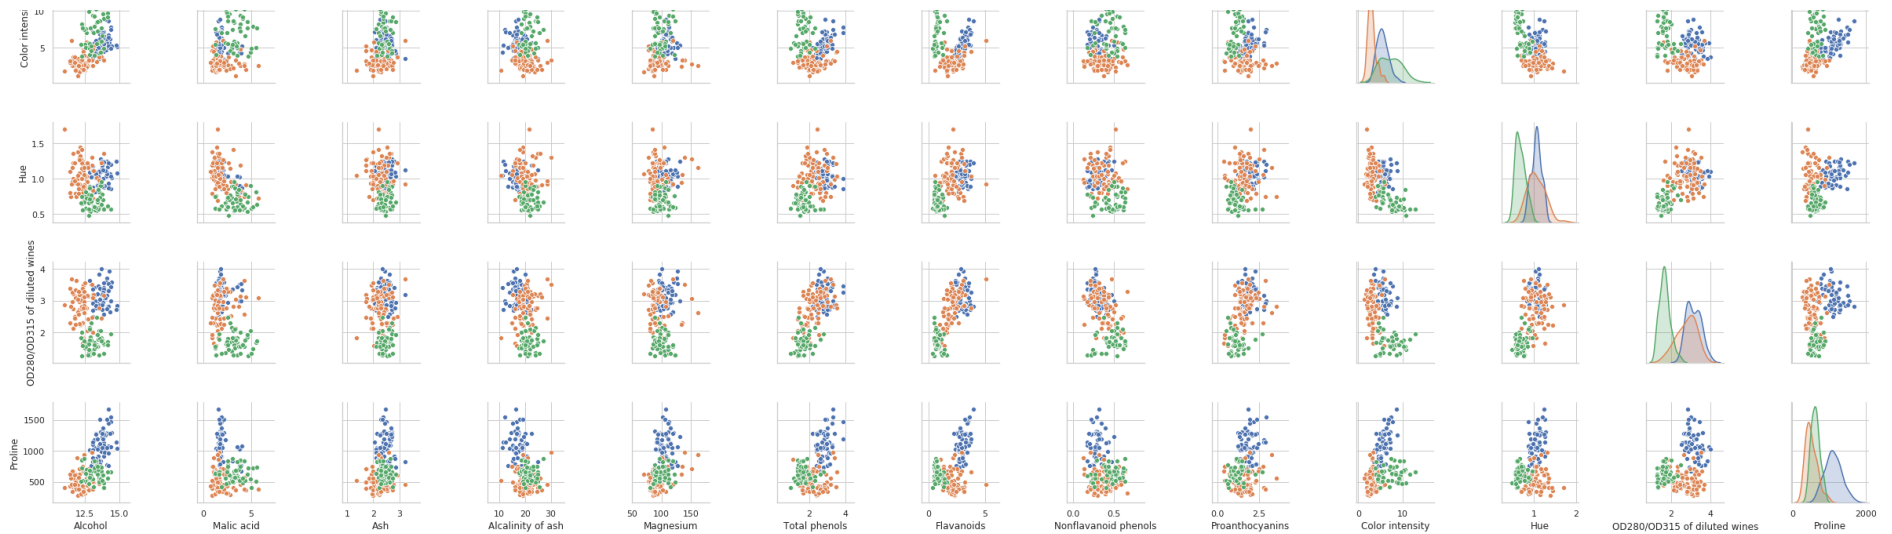 Color intensi
10
5
Hue
1.5
1.0
0.5
OD280/OD315 of diluted wines
4
3
2
Proline
1500
1000
500
12.5 15.0 0 5 1 2 3 10 20 30 50 100 150 2 4 0 5 0.0 0.5 0.0 2.5 0 10 1 2 2 4 0 2000
Alcohol Malic acid Ash Alcalinity of ash Magnesium Total phenols Flavanoids Nonflavanoid phenols Proanthocyanins Color intensity Hue OD280/OD315 of diluted wines Proline